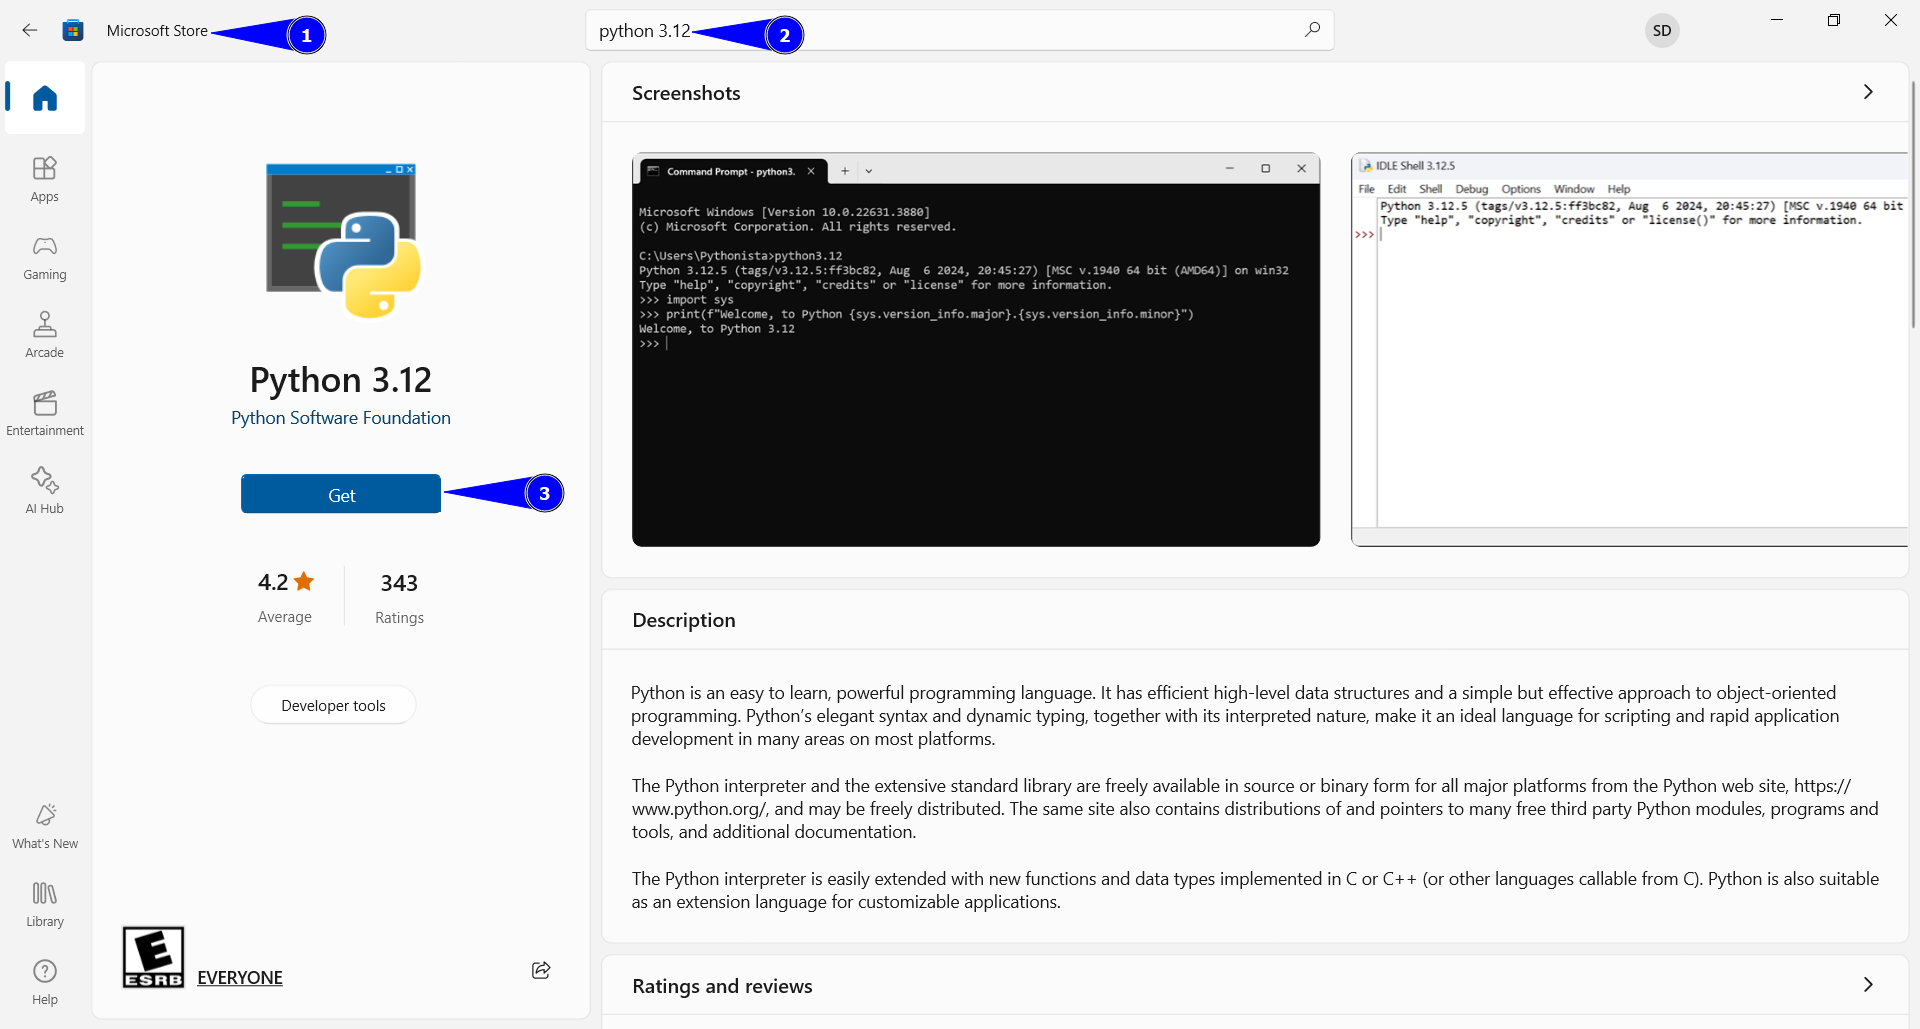 Microsoft Store
1
python 3.12
2
SD
Apps
Gaming
Arcade
Entertainment
AI Hub
What's New
Library
Help
Python 3.12
Python Software Foundation
Get
3
4.2
Average
343
Ratings
Developer tools
E
ESRB
EVERYONE
Screenshots
Command Prompt - python3.
Microsoft Windows [Version 10.0.22631.3880]
(c) Microsoft Corporation. All rights reserved.
C:\Users\Pythonista>python3.12
Python 3.12.5 (tags/v3.12.5:ff3bc82, Aug  6 2024, 20:45:27) [MSC v.1940 64 bit (AMD64)] on win32
Type "help", "copyright", "credits" or "license" for more information.
>>> import sys
>>> print(f"Welcome, to Python {sys.version_info.major}.{sys.version_info.minor}")
Welcome, to Python 3.12
>>>
IDLE Shell 3.12.5
File Edit Shell Debug Options Window Help
Python 3.12.5 (tags/v3.12.5:ff3bc82, Aug  6 2024, 20:45:27) [MSC v.1940 64 bit
Type "help", "copyright", "credits" or "license()" for more information.
>>>
Description
Python is an easy to learn, powerful programming language. It has efficient high-level data structures and a simple but effective approach to object-oriented
programming. Python’s elegant syntax and dynamic typing, together with its interpreted nature, make it an ideal language for scripting and rapid application
development in many areas on most platforms.
The Python interpreter and the extensive standard library are freely available in source or binary form for all major platforms from the Python web site, https://
www.python.org/, and may be freely distributed. The same site also contains distributions of and pointers to many free third party Python modules, programs and
tools, and additional documentation.
The Python interpreter is easily extended with new functions and data types implemented in C or C++ (or other languages callable from C). Python is also suitable
as an extension language for customizable applications.
Ratings and reviews